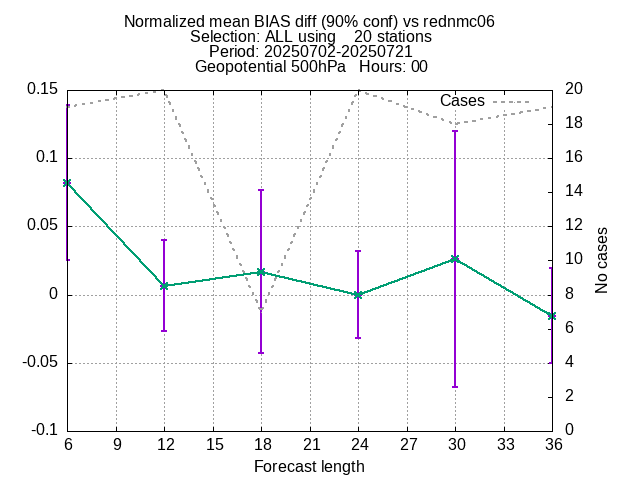 Normalized mean BIAS diff (90% conf) vs rednmc06
Selection: ALL using    20 stations
Period: 20250702-20250721
Geopotential 500hPa   Hours: 00
Cases
0.15
0.1
0.05
0
-0.05
-0.1
20
18
16
14
12
10
8
6
4
2
0
No cases
6 9 12 15 18 21 24 27 30 33 36
Forecast length